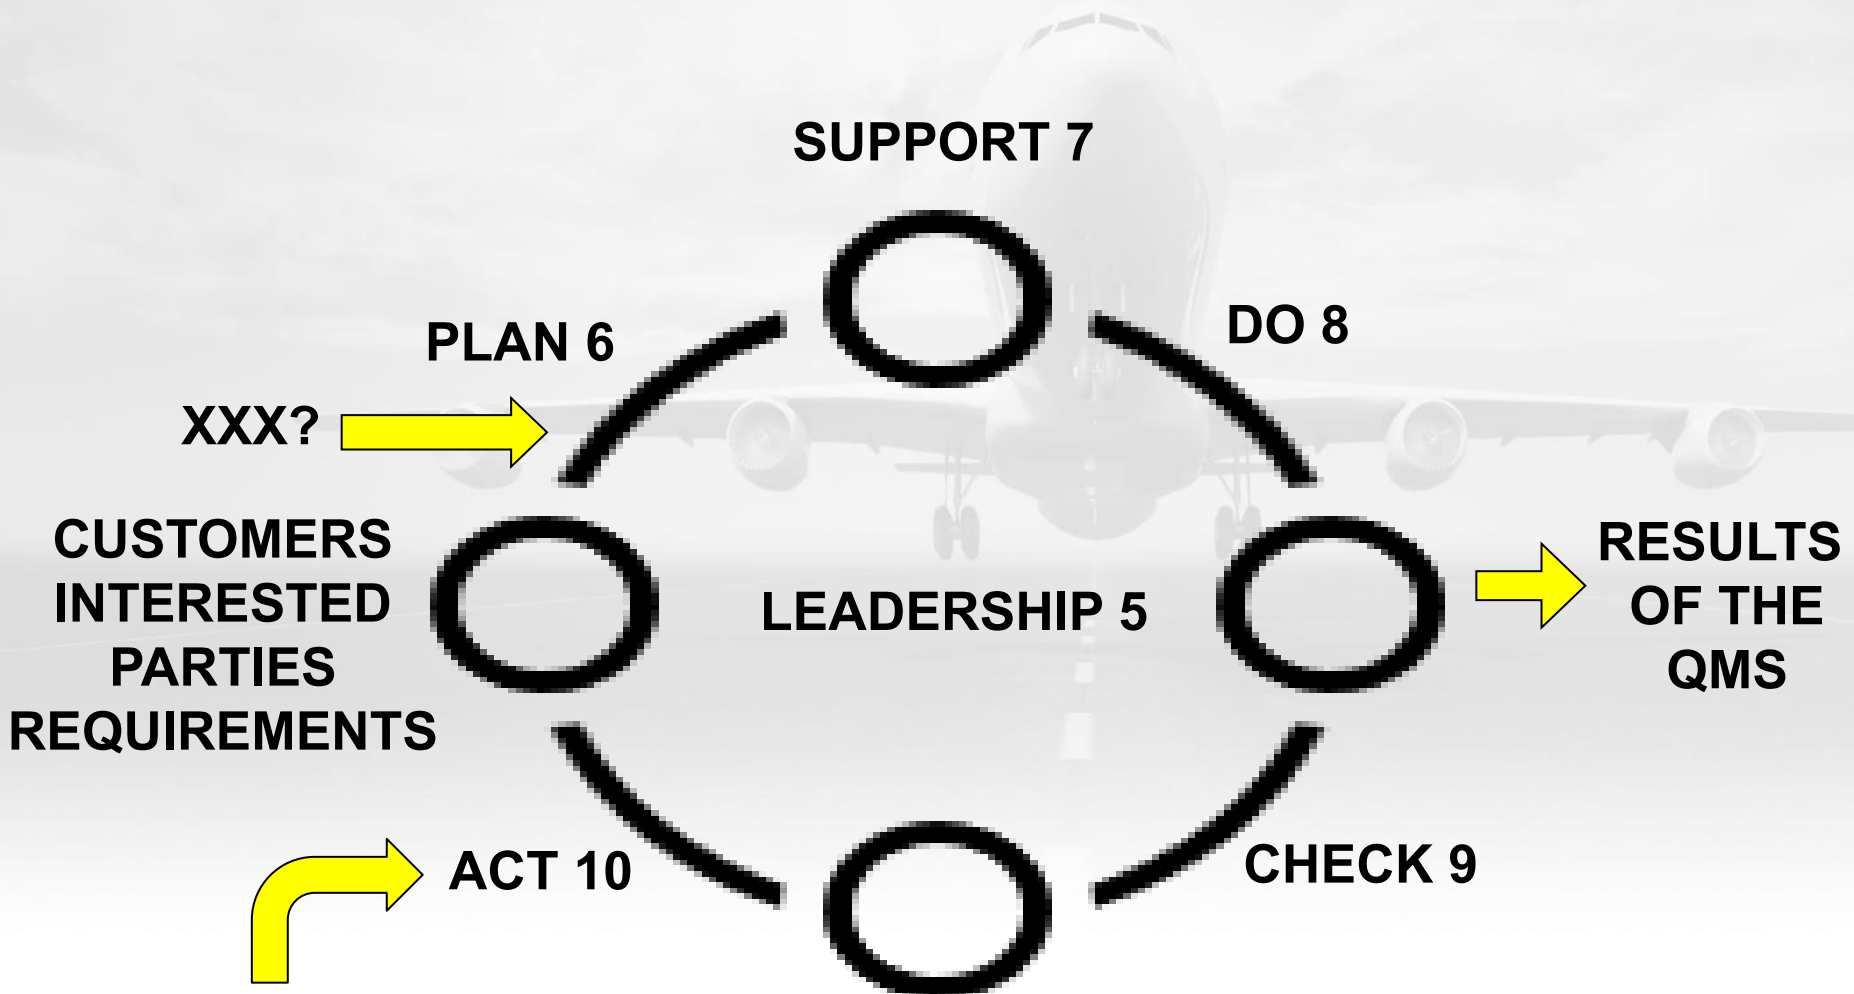 SUPPORT 7
PLAN 6
DO 8
XXX?
CUSTOMERS
INTERESTED
PARTIES
REQUIREMENTS
LEADERSHIP 5
RESULTS
OF THE
QMS
ACT 10
CHECK 9